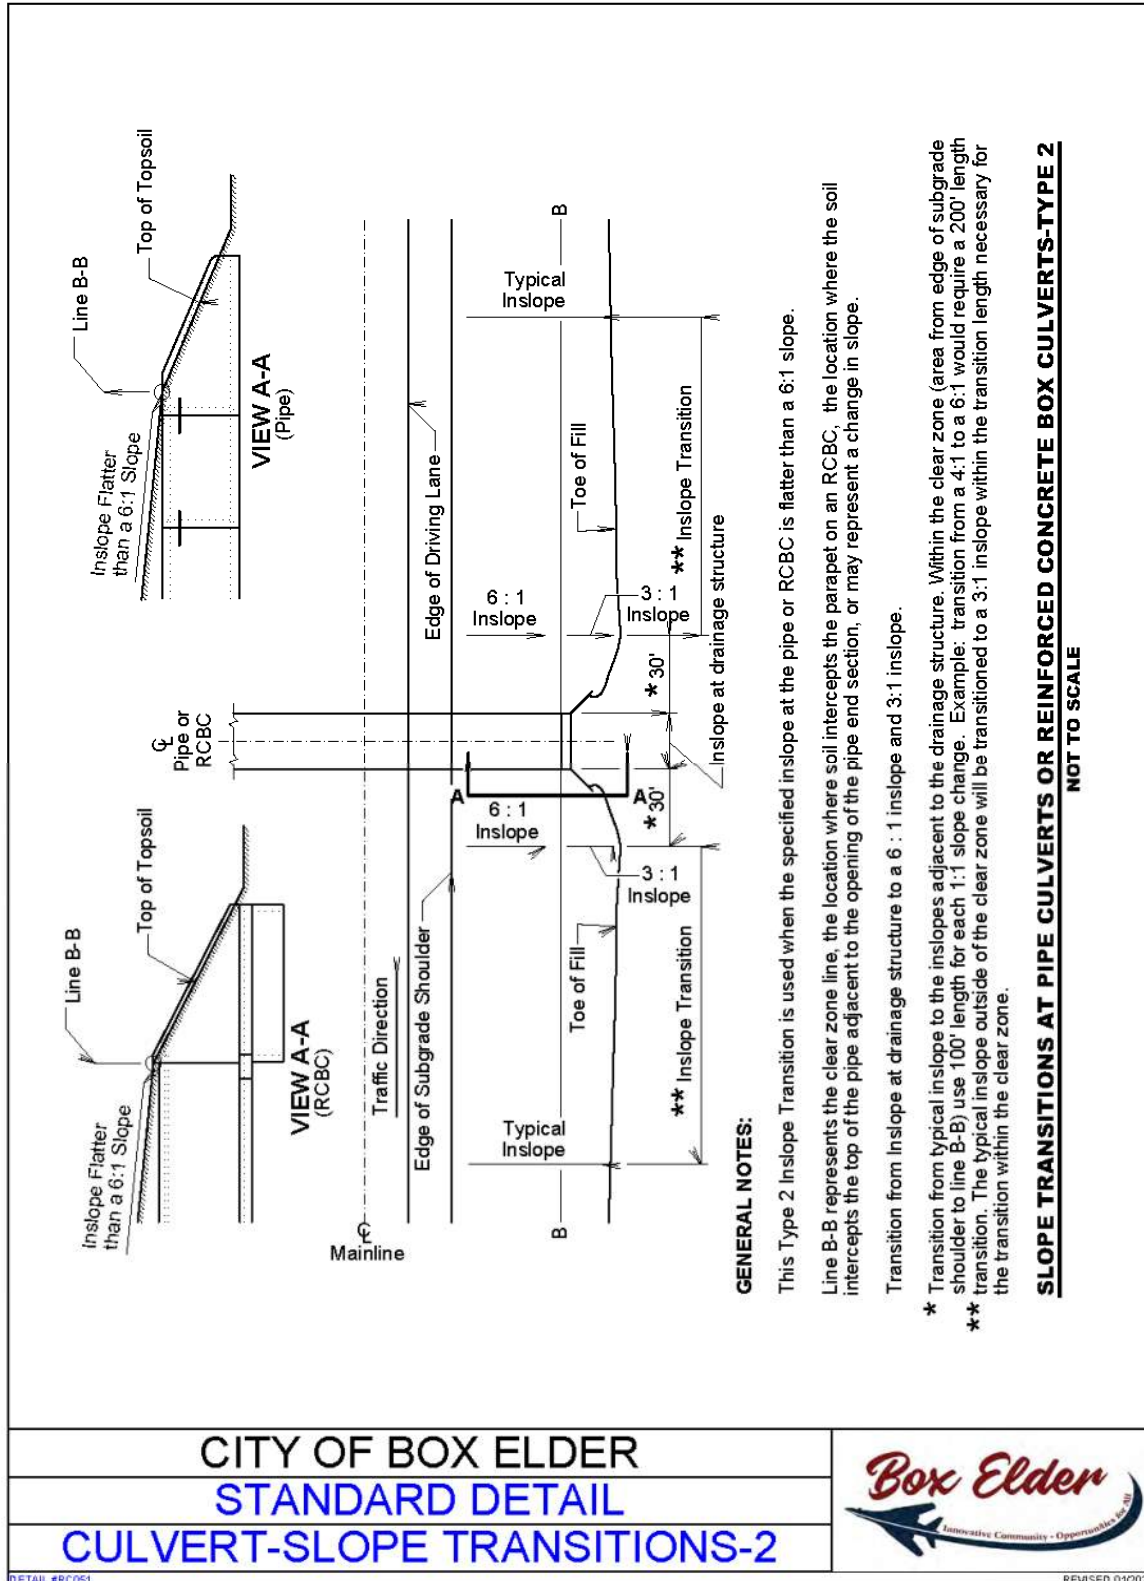 Line B-B
Top of Topsoil
Inslope Flatter
than a 6:1 Slope
VIEW A-A
(RCBC)
Line B-B
Top of Topsoil
Inslope Flatter
than a 6:1 Slope
VIEW A-A
(Pipe)
℄
Pipe or
RCBC
℄
Mainline
Traffic Direction
Edge of Subgrade Shoulder
Edge of Driving Lane
Typical
Inslope
6 : 1
Inslope
A
A
6 : 1
Inslope
Typical
Inslope
B
B
Toe of Fill
3 : 1
Inslope
3 : 1
Inslope
Toe of Fill
** Inslope Transition
* 30'
* 30'
** Inslope Transition
Inslope at drainage structure
GENERAL NOTES:
This Type 2 Inslope Transition is used when the specified inslope at the pipe or RCBC is flatter than a 6:1 slope.
Line B-B represents the clear zone line, the location where soil intercepts the parapet on an RCBC, the location where the soil
intercepts the top of the pipe adjacent to the opening of the pipe end section, or may represent a change in slope.
Transition from Inslope at drainage structure to a 6 : 1 inslope and 3:1 inslope.
* Transition from typical inslope to the inslopes adjacent to the drainage structure. Within the clear zone (area from edge of subgrade
shoulder to line B-B) use 100' length for each 1:1 slope change. Example: transition from a 4:1 to a 6:1 would require a 200' length
** transition. The typical inslope outside of the clear zone will be transitioned to a 3:1 inslope within the transition length necessary for
the transition within the clear zone.
SLOPE TRANSITIONS AT PIPE CULVERTS OR REINFORCED CONCRETE BOX CULVERTS-TYPE 2
NOT TO SCALE
CITY OF BOX ELDER
STANDARD DETAIL
CULVERT-SLOPE TRANSITIONS-2
Box Elder
Innovative Community - Opportunities for All
DETAIL #RC051
REVISED 01/20